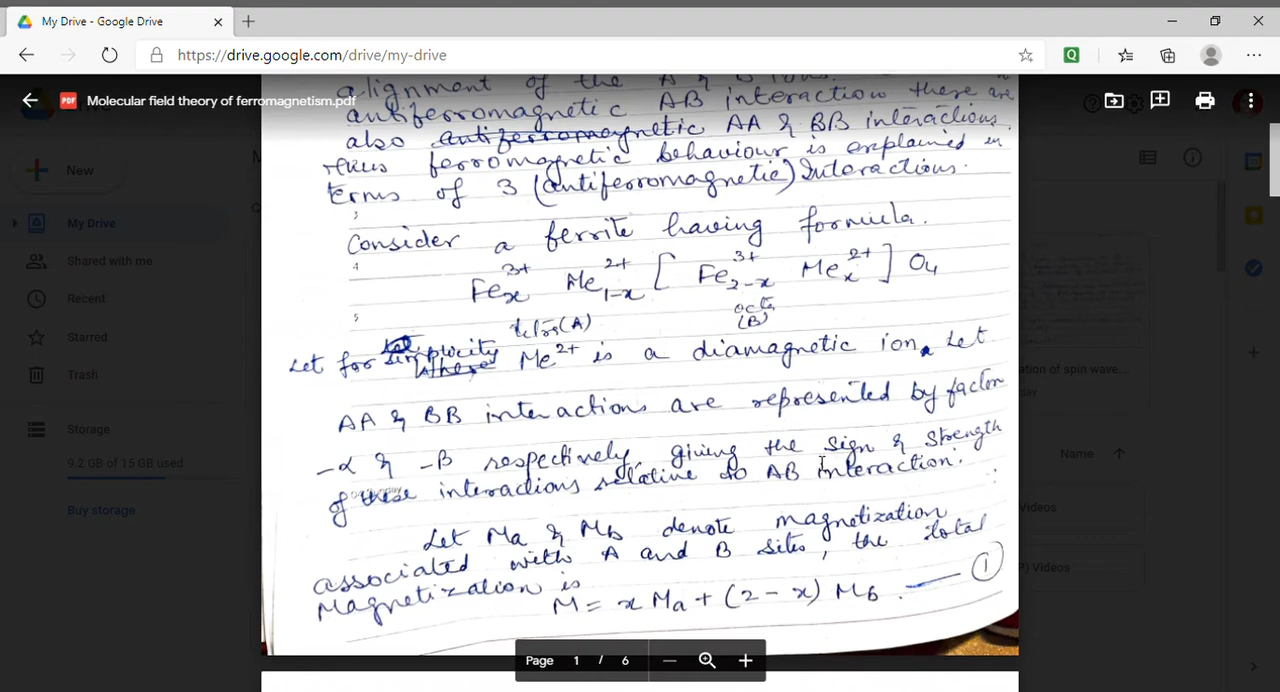 My Drive - Google Drive
https://drive.google.com/drive/my-drive
Molecular field theory of ferromagnetism.pdf
New
My Drive
Shared with me
Recent
Starred
Trash
Storage
9.2 GB of 15 GB used
Buy storage
alignment of the A & B ions.
antiferromagnetic AB interaction there are
also antiferromagnetic AA & BB interactions.
Thus ferromagnetic behaviour is explained in
terms of 3 (antiferromagnetic) Interactions.
Consider a ferrite having formula.
Fe³⁺ₓ Me²⁺₁₋ₓ [ Fe³⁺₂₋ₓ Me²⁺ₓ ] O₄
(A)
octa
(B)
Let for simplicity Me²⁺ is a diamagnetic ion. Let
AA & BB interactions are represented by factor
-α & -β respectively, giving the sign & strength
of these interactions relative to AB interaction.
Let Ma & Mb denote magnetization
associated with A and B sites, the total
Magnetization is
M = x Ma + (2 - x) Mb. — ①
ation of spin wave...
Name
Videos
) Videos
Page 1 / 6